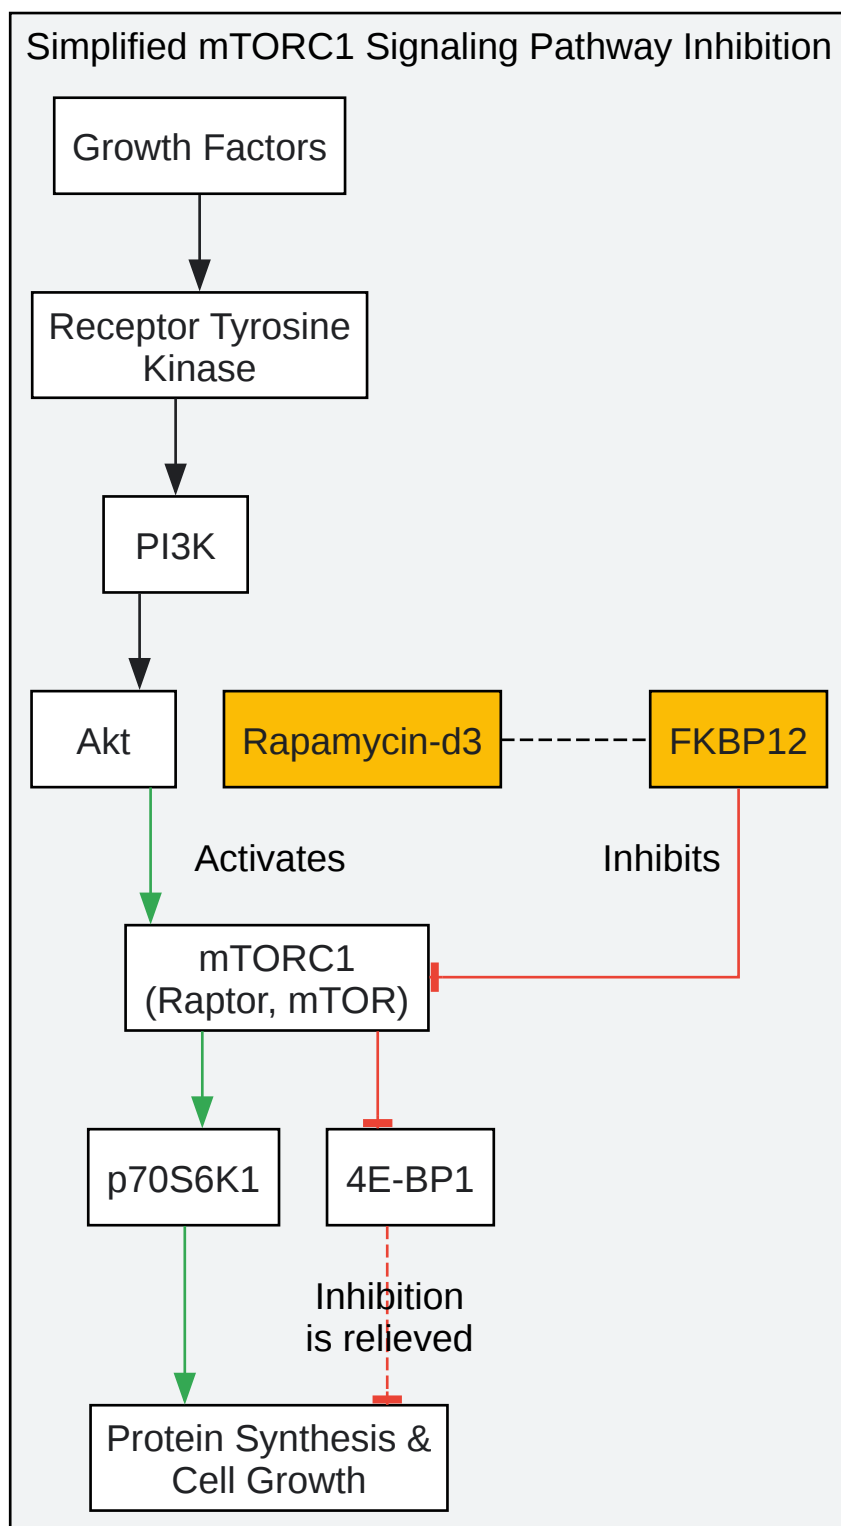 Simplified mTORC1 Signaling Pathway Inhibition
Growth Factors
Receptor Tyrosine
Kinase
PI3K
Akt
Rapamycin-d3
FKBP12
Activates
Inhibits
mTORC1
(Raptor, mTOR)
p70S6K1
4E-BP1
Inhibition
is relieved
Protein Synthesis &
Cell Growth